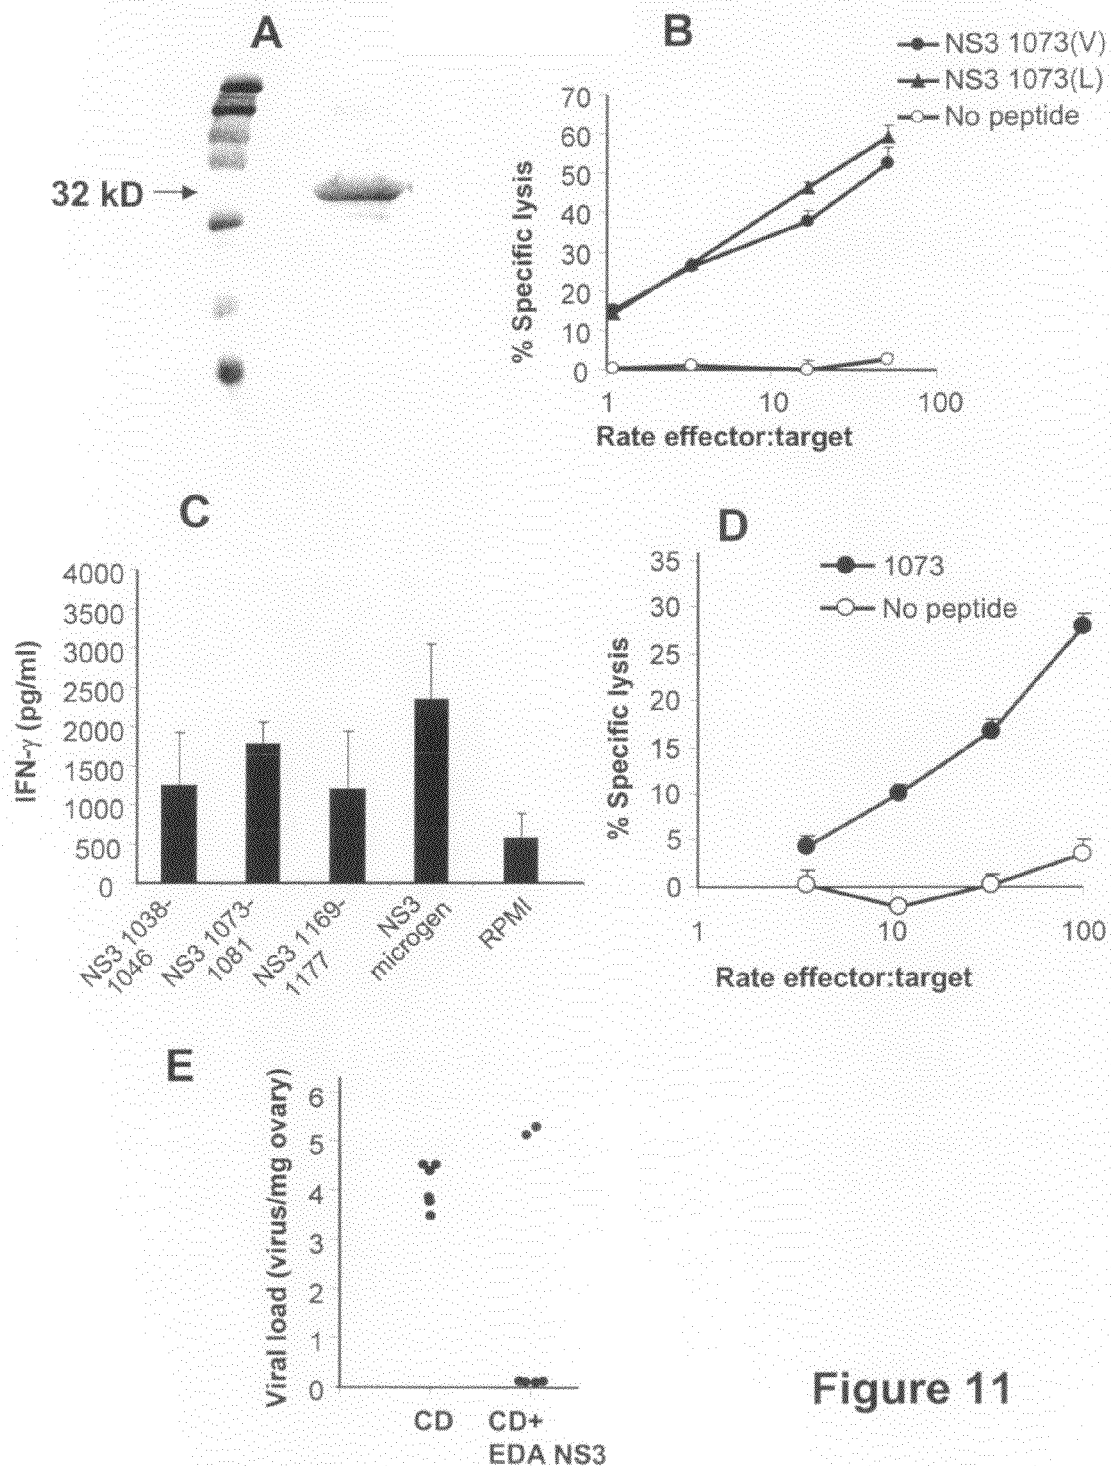 A
32 kD
B
NS3 1073(V)
NS3 1073(L)
No peptide
% Specific lysis
70
60
50
40
30
20
10
0
1 10 100
Rate effector:target
C
IFN-γ (pg/ml)
4000
3500
3000
2500
2000
1500
1000
500
0
NS3 1038-
1046
NS3 1073-
1081
NS3 1169-
1177
NS3
microgen
RPMI
D
1073
No peptide
% Specific lysis
35
30
25
20
15
10
5
0
1 10 100
Rate effector:target
E
Viral load (virus/mg ovary)
6
5
4
3
2
1
0
CD
CD+
EDA NS3
Figure 11